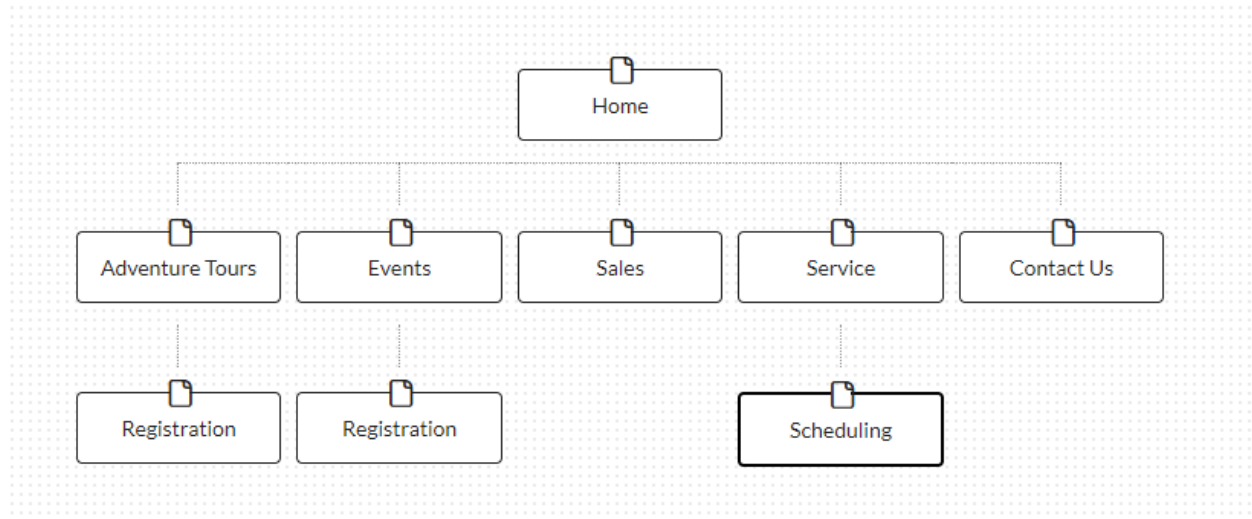 Home
Adventure Tours
Events
Sales
Service
Contact Us
Registration
Registration
Scheduling